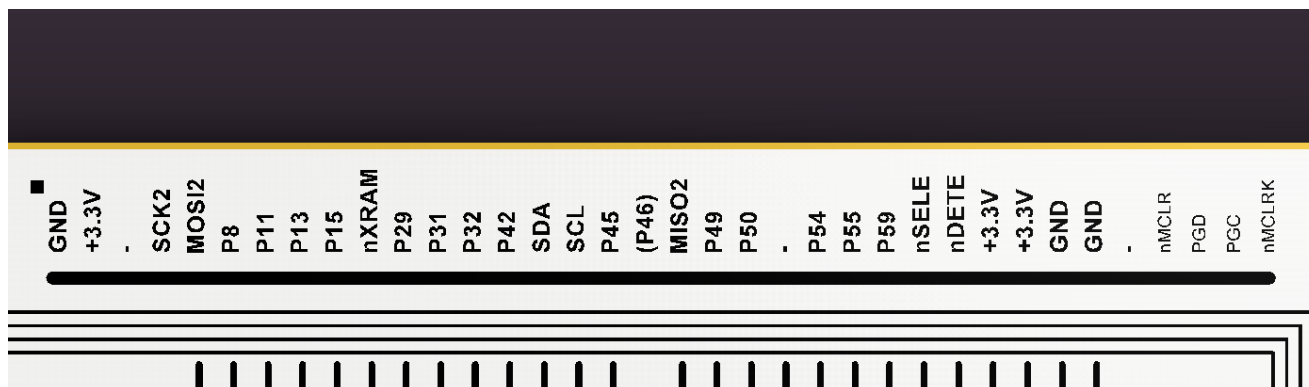 GND
+3.3V
-
SCK2
MOSI2
P8
P11
P13
P15
nXRAM
P29
P31
P32
P42
SDA
SCL
P45
(P46)
MISO2
P49
P50
-
P54
P55
P59
nSELE
nDETE
+3.3V
+3.3V
GND
GND
-
nMCLR
PGD
PGC
nMCLRK